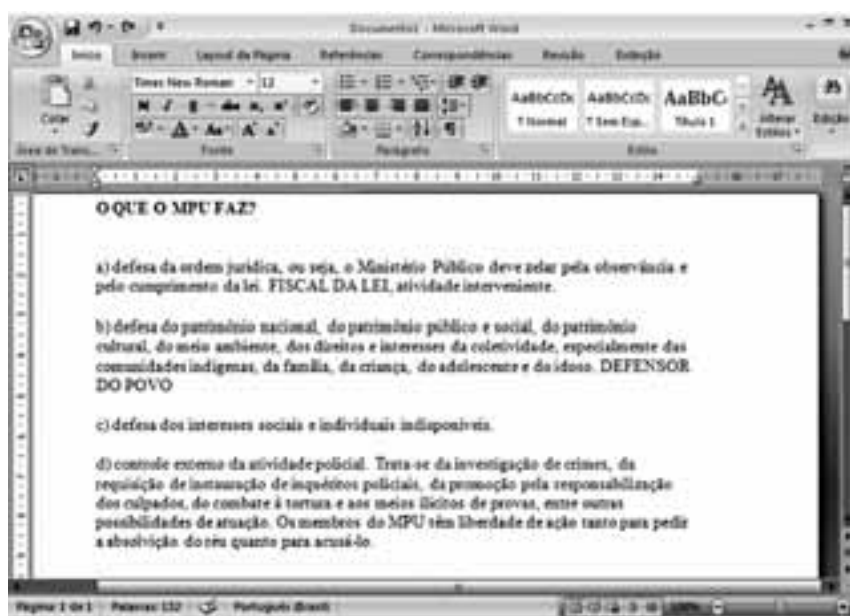 Documento1 - Microsoft Word
Início Inserir Layout da Página Referências Correspondências Revisão Exibição
Times New Roman 12
Colar
AaBbCcDc AaBbCcDc AaBbC
¶ Normal ¶ Sem Esp... Título 1
Alterar Estilos
Edição
Área de Transf... Fonte Parágrafo Estilo
O QUE O MPU FAZ?
a) defesa da ordem jurídica, ou seja, o Ministério Público deve zelar pela observância e
pelo cumprimento da lei. FISCAL DA LEI, atividade interveniente.
b) defesa do patrimônio nacional, do patrimônio público e social, do patrimônio
cultural, do meio ambiente, dos direitos e interesses da coletividade, especialmente das
comunidades indígenas, da família, da criança, do adolescente e do idoso. DEFENSOR
DO POVO
c) defesa dos interesses sociais e individuais indisponíveis.
d) controle externo da atividade policial. Trata-se da investigação de crimes, da
requisição de instauração de inquéritos policiais, da promoção pela responsabilização
dos culpados, do combate à tortura e aos meios ilícitos de provas, entre outras
possibilidades de atuação. Os membros do MPU têm liberdade de ação tanto para pedir
a absolvição do réu quanto para acusá-lo.
Página 1 de 1 Palavras: 132 Português (Brasil) 100%